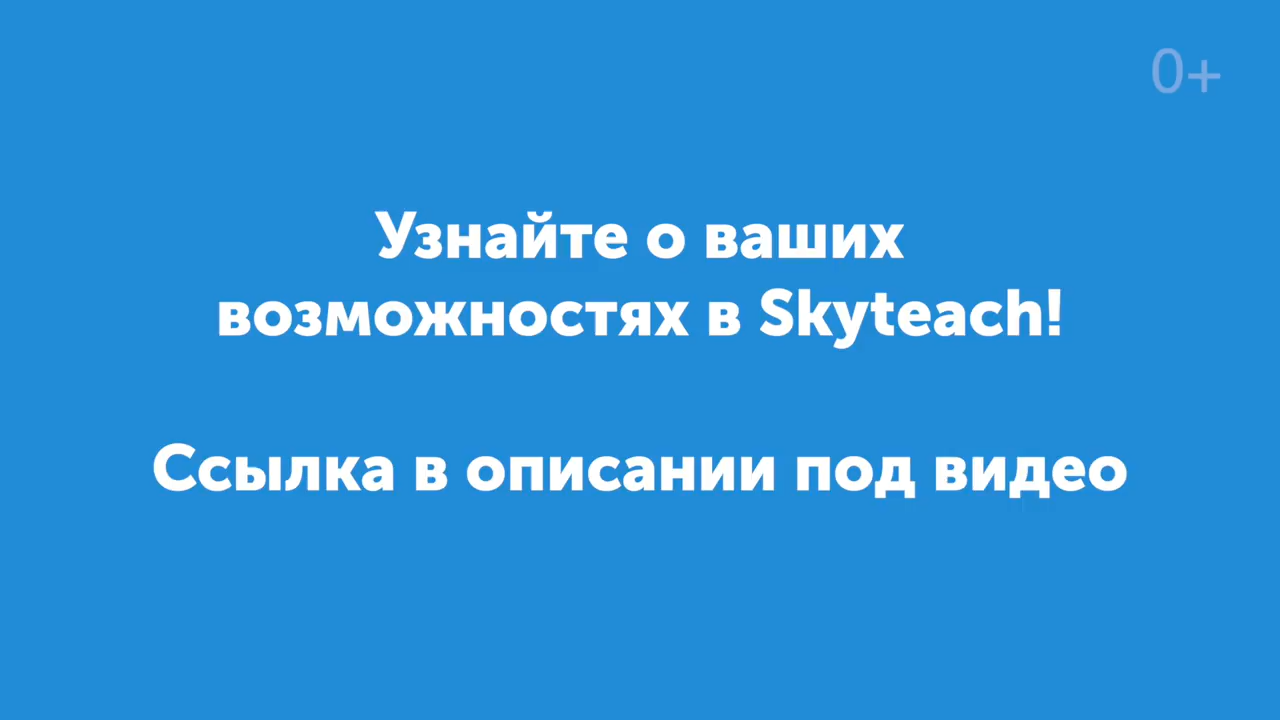 0+
Узнайте о ваших
возможностях в Skyteach!
Ссылка в описании под видео